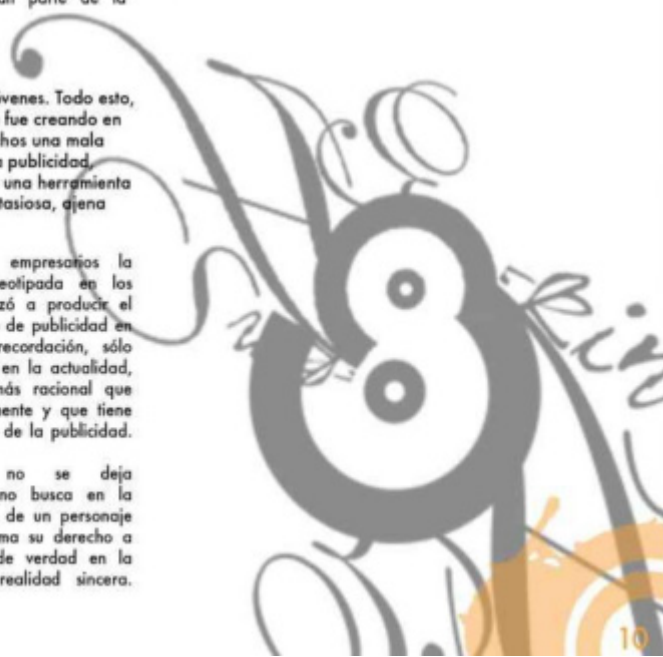 parte de la
venes. Todo esto,
fue creando en
hos una mala
publicidad,
una herramienta
tasiosa, ajena
empresarios la
eotipada en los
zó a producir el
de publicidad en
recordación, sólo
en la actualidad,
más racional que
ente y que tiene
de la publicidad.
no se deja
no busca en la
de un personaje
ma su derecho a
de verdad en la
realidad sincera.
10